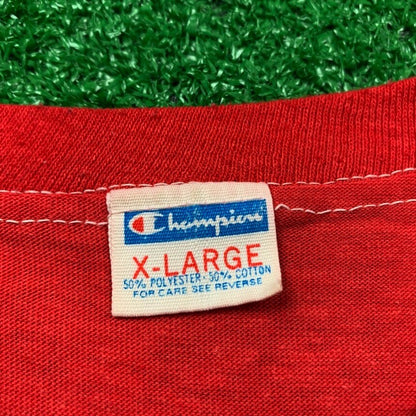 Champion
X-LARGE
50% POLYESTER · 50% COTTON
FOR CARE SEE REVERSE